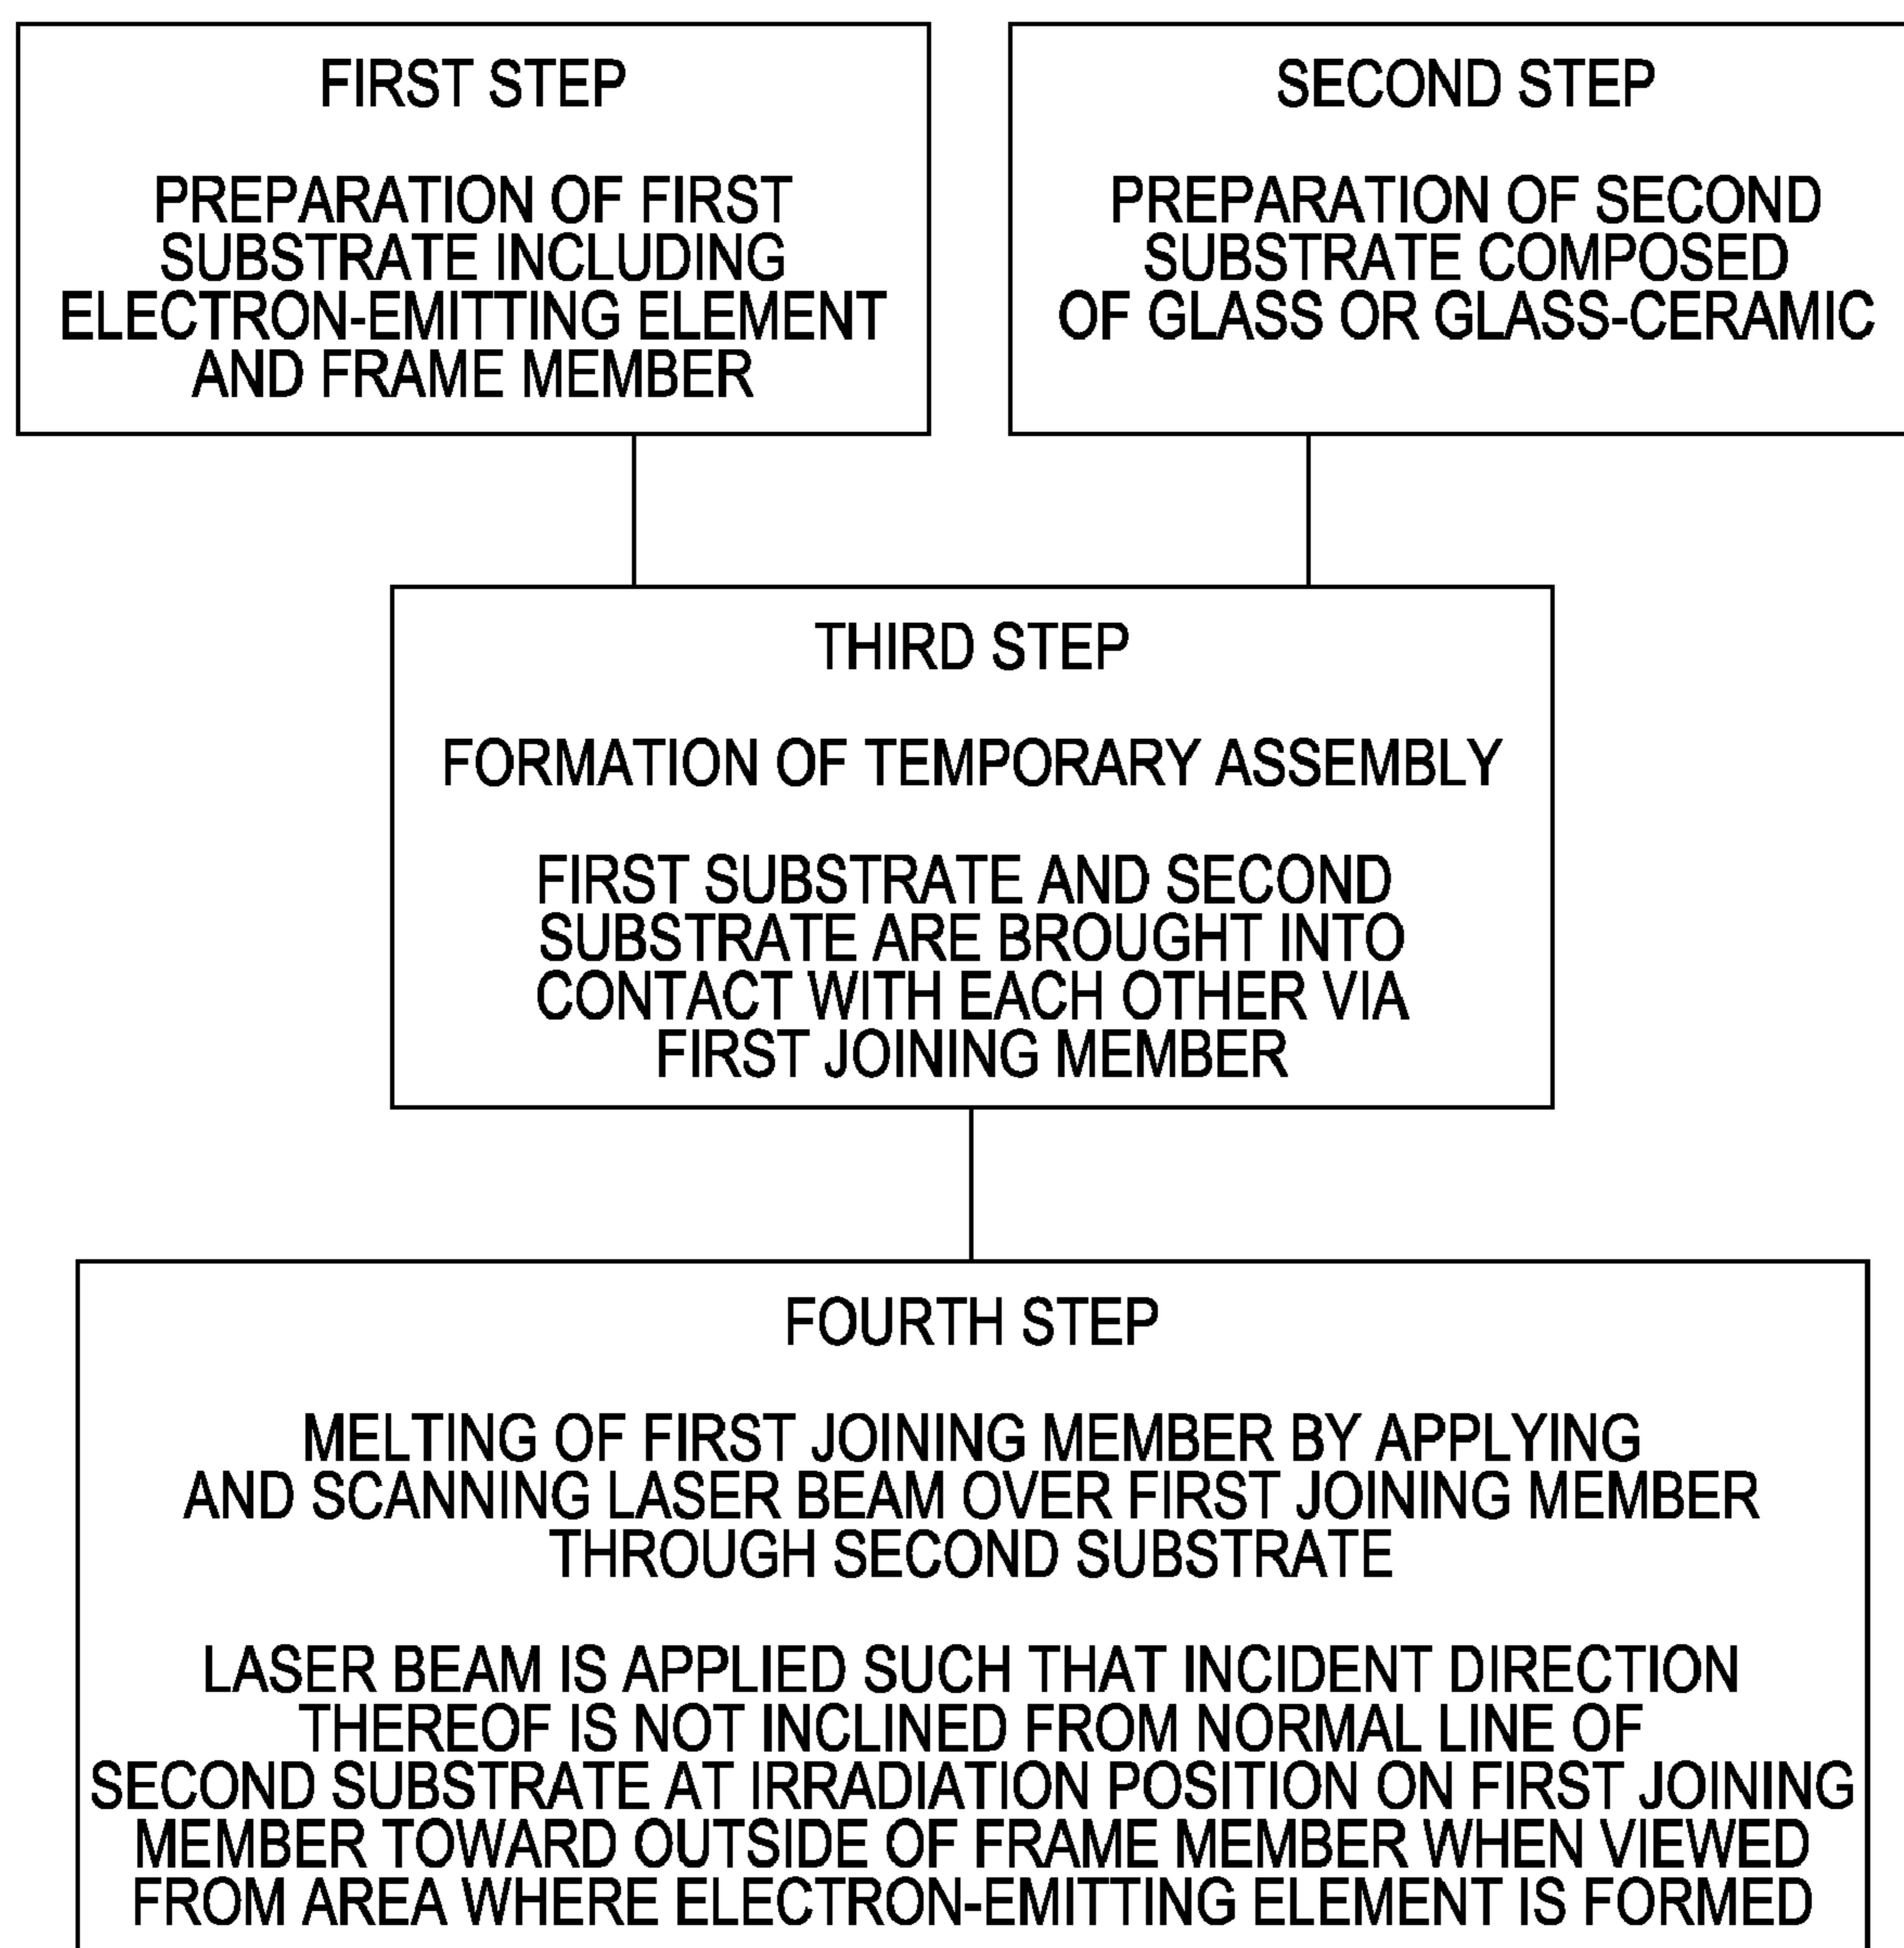 FIRST STEP
PREPARATION OF FIRST
SUBSTRATE INCLUDING
ELECTRON-EMITTING ELEMENT
AND FRAME MEMBER
SECOND STEP
PREPARATION OF SECOND
SUBSTRATE COMPOSED
OF GLASS OR GLASS-CERAMIC
THIRD STEP
FORMATION OF TEMPORARY ASSEMBLY
FIRST SUBSTRATE AND SECOND
SUBSTRATE ARE BROUGHT INTO
CONTACT WITH EACH OTHER VIA
FIRST JOINING MEMBER
FOURTH STEP
MELTING OF FIRST JOINING MEMBER BY APPLYING
AND SCANNING LASER BEAM OVER FIRST JOINING MEMBER
THROUGH SECOND SUBSTRATE
LASER BEAM IS APPLIED SUCH THAT INCIDENT DIRECTION
THEREOF IS NOT INCLINED FROM NORMAL LINE OF
SECOND SUBSTRATE AT IRRADIATION POSITION ON FIRST JOINING
MEMBER TOWARD OUTSIDE OF FRAME MEMBER WHEN VIEWED
FROM AREA WHERE ELECTRON-EMITTING ELEMENT IS FORMED